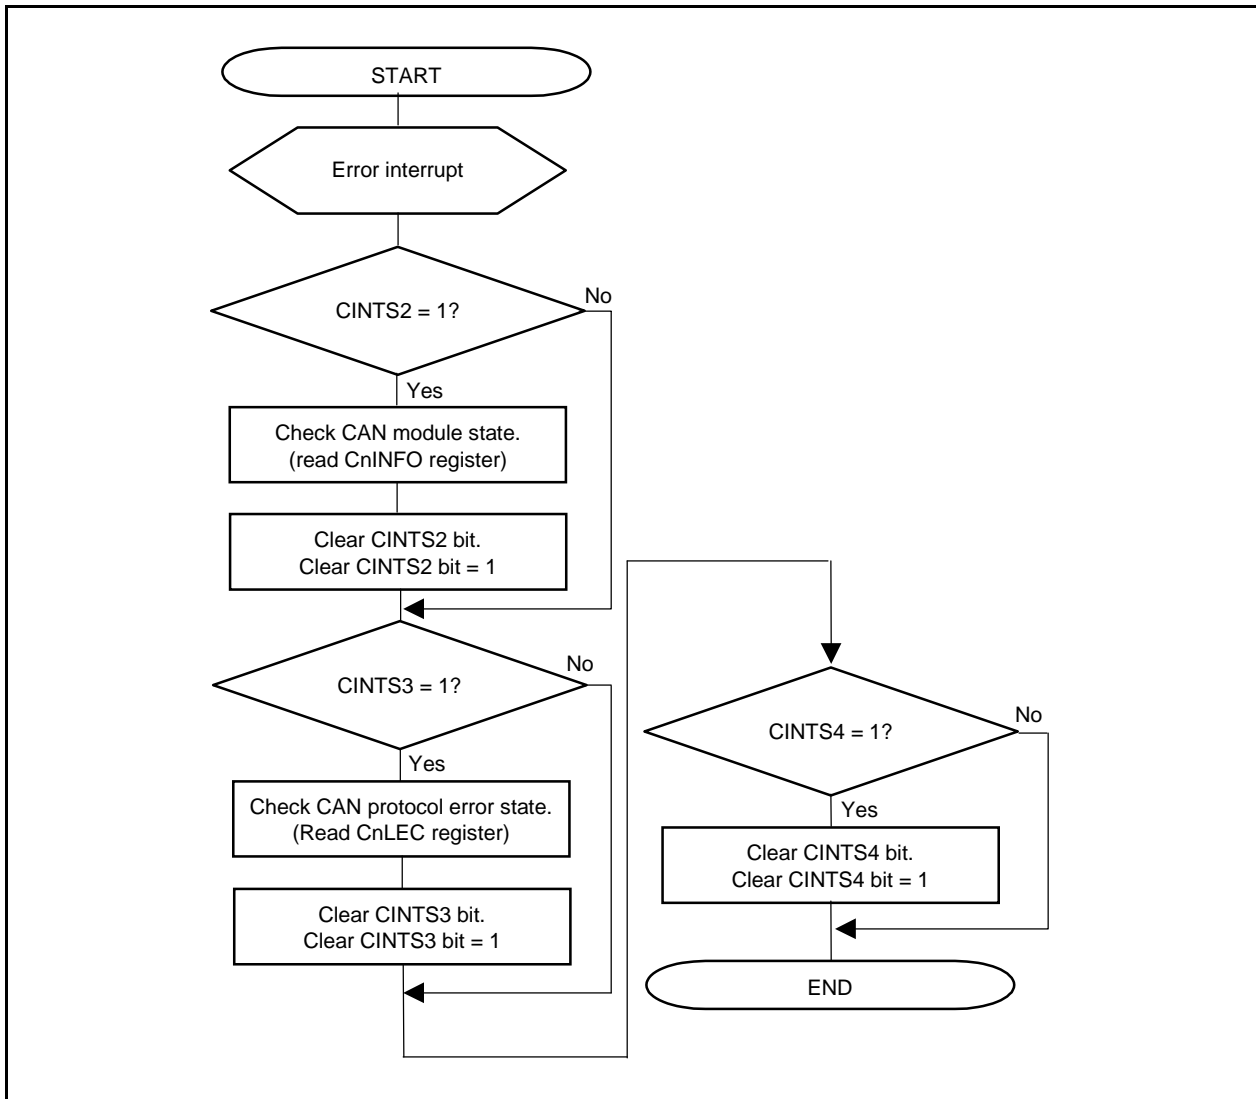 START
Error interrupt
CINTS2 = 1?
No
Yes
Check CAN module state.
(read CnINFO register)
Clear CINTS2 bit.
Clear CINTS2 bit = 1
CINTS3 = 1?
No
Yes
Check CAN protocol error state.
(Read CnLEC register)
Clear CINTS3 bit.
Clear CINTS3 bit = 1
CINTS4 = 1?
No
Yes
Clear CINTS4 bit.
Clear CINTS4 bit = 1
END